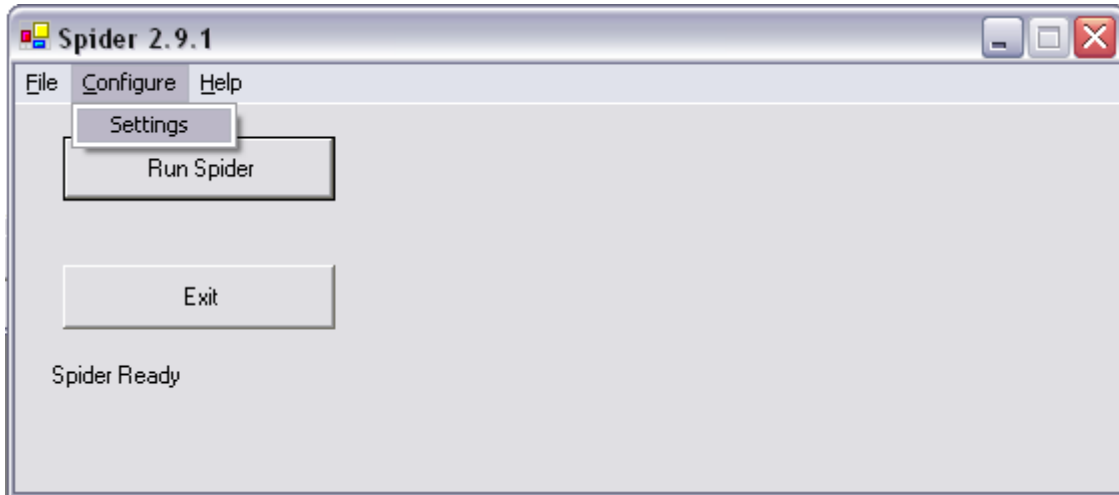 Spider 2.9.1
File Configure Help
Settings
Run Spider
Exit
Spider Ready